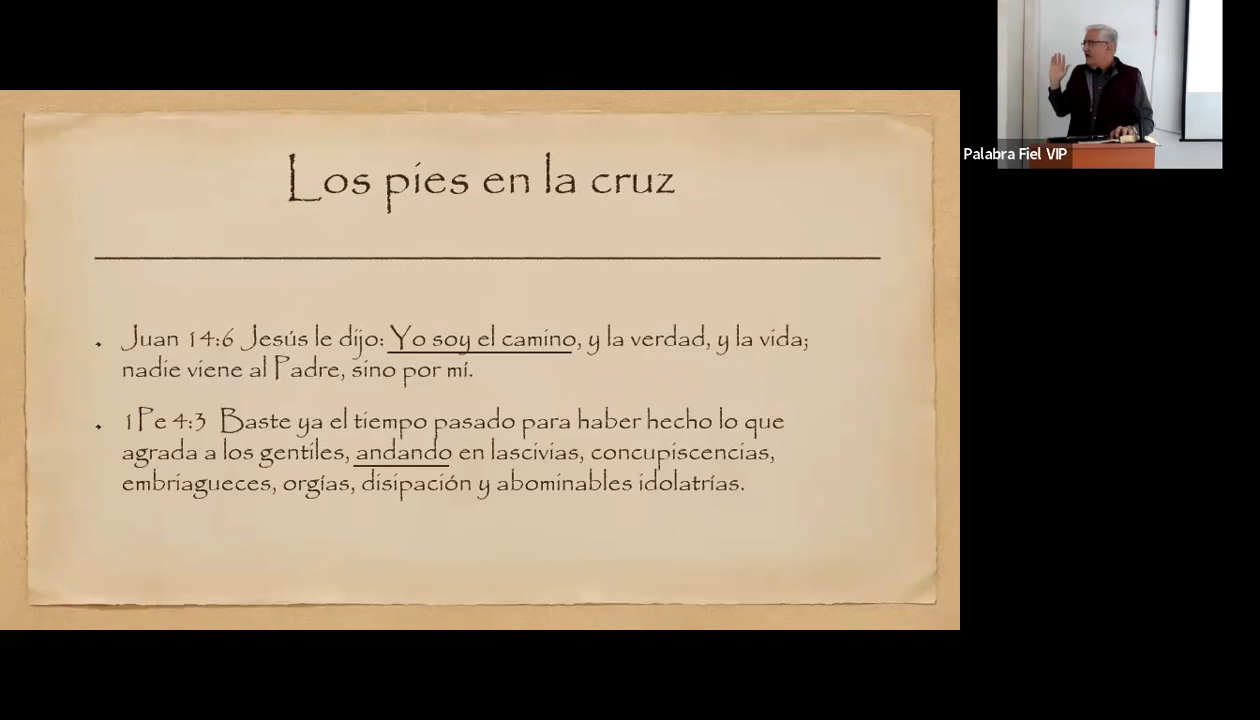 Los pies en la cruz
Palabra Fiel VIP
• Juan 14:6 Jesús le dijo: Yo soy el camino, y la verdad, y la vida;
nadie viene al Padre, sino por mí.
• 1Pe 4:3 Baste ya el tiempo pasado para haber hecho lo que
agrada a los gentiles, andando en lascivias, concupiscencias,
embriagueces, orgías, disipación y abominables idolatrías.